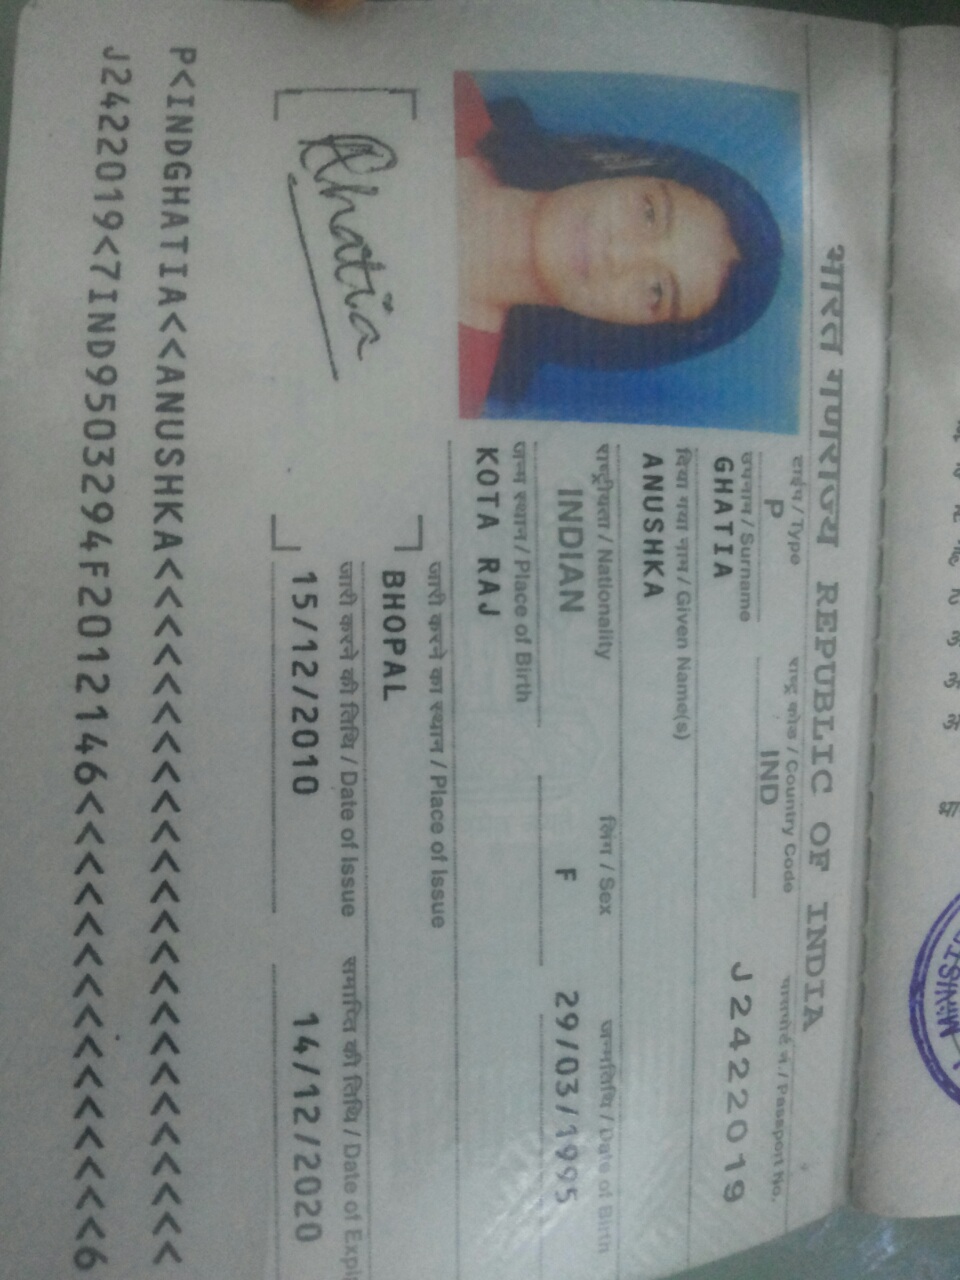 भारत गणराज्य REPUBLIC OF INDIA
टाईप / Type
राष्ट्र कोड / Country Code
पासपोर्ट नं. / Passport No.
P
IND
J2422019
उपनाम / Surname
GHATIA
दिया गया नाम / Given Name(s)
ANUSHKA
राष्ट्रीयता / Nationality
लिंग / Sex
जन्मतिथि / Date of Birth
INDIAN
F
29/03/1995
जन्म स्थान / Place of Birth
KOTA RAJ
जारी करने का स्थान / Place of Issue
BHOPAL
जारी करने की तिथि / Date of Issue
समाप्ति की तिथि / Date of Expi
15/12/2010
14/12/2020
P<INDGHATIA<<ANUSHKA<<<<<<<<<<<<<<<<<<<<<<<<
J2422019<7IND9503294F2012146<<<<<<<<<<<<<<<6